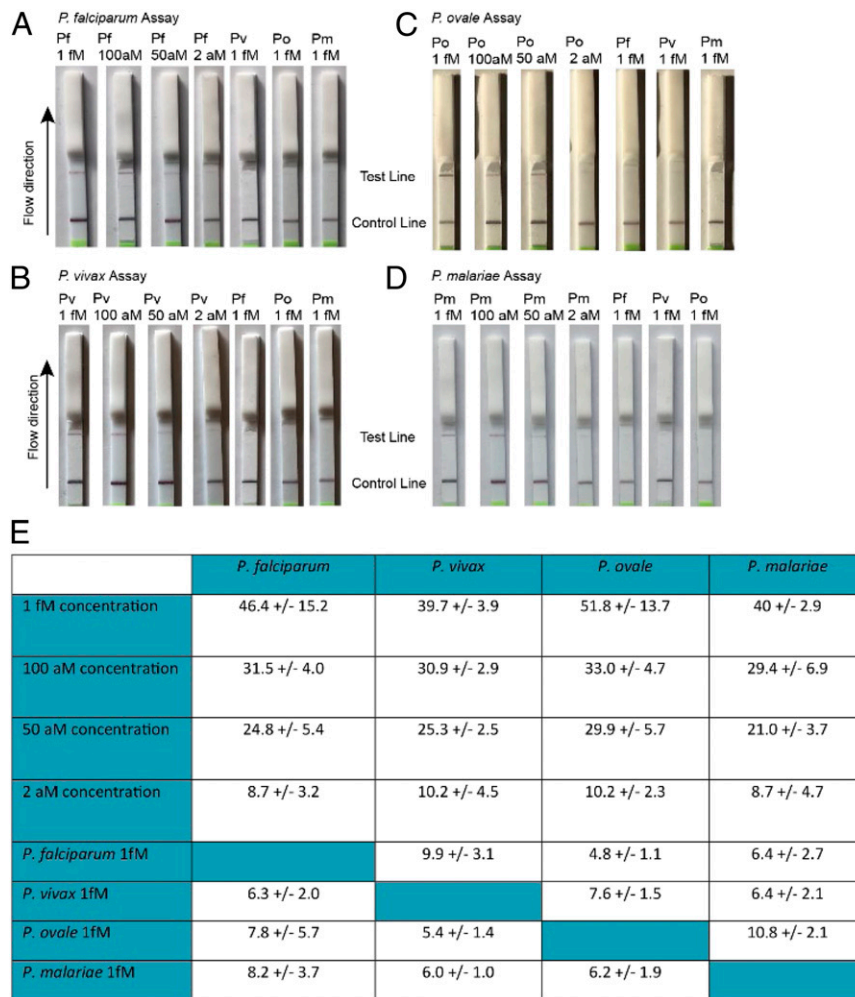 A
P. falciparum Assay
Pf Pf Pf Pf Pv Po Pm
1 fM 100aM 50aM 2 aM 1 fM 1 fM 1 fM
Flow direction
Test Line
Control Line
C
P. ovale Assay
Po Po Po Po Pf Pv Pm
1 fM 100aM 50 aM 2 aM 1 fM 1 fM 1 fM
B
P. vivax Assay
Pv Pv Pv Pv Pf Po Pm
1 fM 100 aM 50 aM 2 aM 1 fM 1 fM 1 fM
Flow direction
Test Line
Control Line
D
P. malariae Assay
Pm Pm Pm Pm Pf Pv Po
1 fM 100 aM 50 aM 2 aM 1 fM 1 fM 1 fM
E
P. falciparum P. vivax P. ovale P. malariae
1 fM concentration 46.4 +/- 15.2 39.7 +/- 3.9 51.8 +/- 13.7 40 +/- 2.9
100 aM concentration 31.5 +/- 4.0 30.9 +/- 2.9 33.0 +/- 4.7 29.4 +/- 6.9
50 aM concentration 24.8 +/- 5.4 25.3 +/- 2.5 29.9 +/- 5.7 21.0 +/- 3.7
2 aM concentration 8.7 +/- 3.2 10.2 +/- 4.5 10.2 +/- 2.3 8.7 +/- 4.7
P. falciparum 1fM 9.9 +/- 3.1 4.8 +/- 1.1 6.4 +/- 2.7
P. vivax 1fM 6.3 +/- 2.0 7.6 +/- 1.5 6.4 +/- 2.1
P. ovale 1fM 7.8 +/- 5.7 5.4 +/- 1.4 10.8 +/- 2.1
P. malariae 1fM 8.2 +/- 3.7 6.0 +/- 1.0 6.2 +/- 1.9